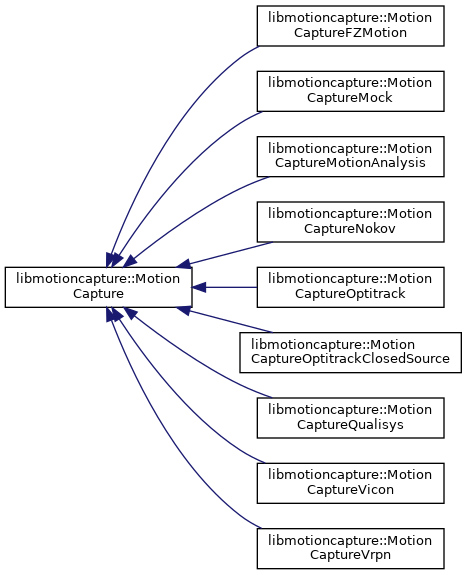 libmotioncapture::Motion
CaptureFZMotion
libmotioncapture::Motion
CaptureMock
libmotioncapture::Motion
CaptureMotionAnalysis
libmotioncapture::Motion
CaptureNokov
libmotioncapture::Motion
Capture
libmotioncapture::Motion
CaptureOptitrack
libmotioncapture::Motion
CaptureOptitrackClosedSource
libmotioncapture::Motion
CaptureQualisys
libmotioncapture::Motion
CaptureVicon
libmotioncapture::Motion
CaptureVrpn